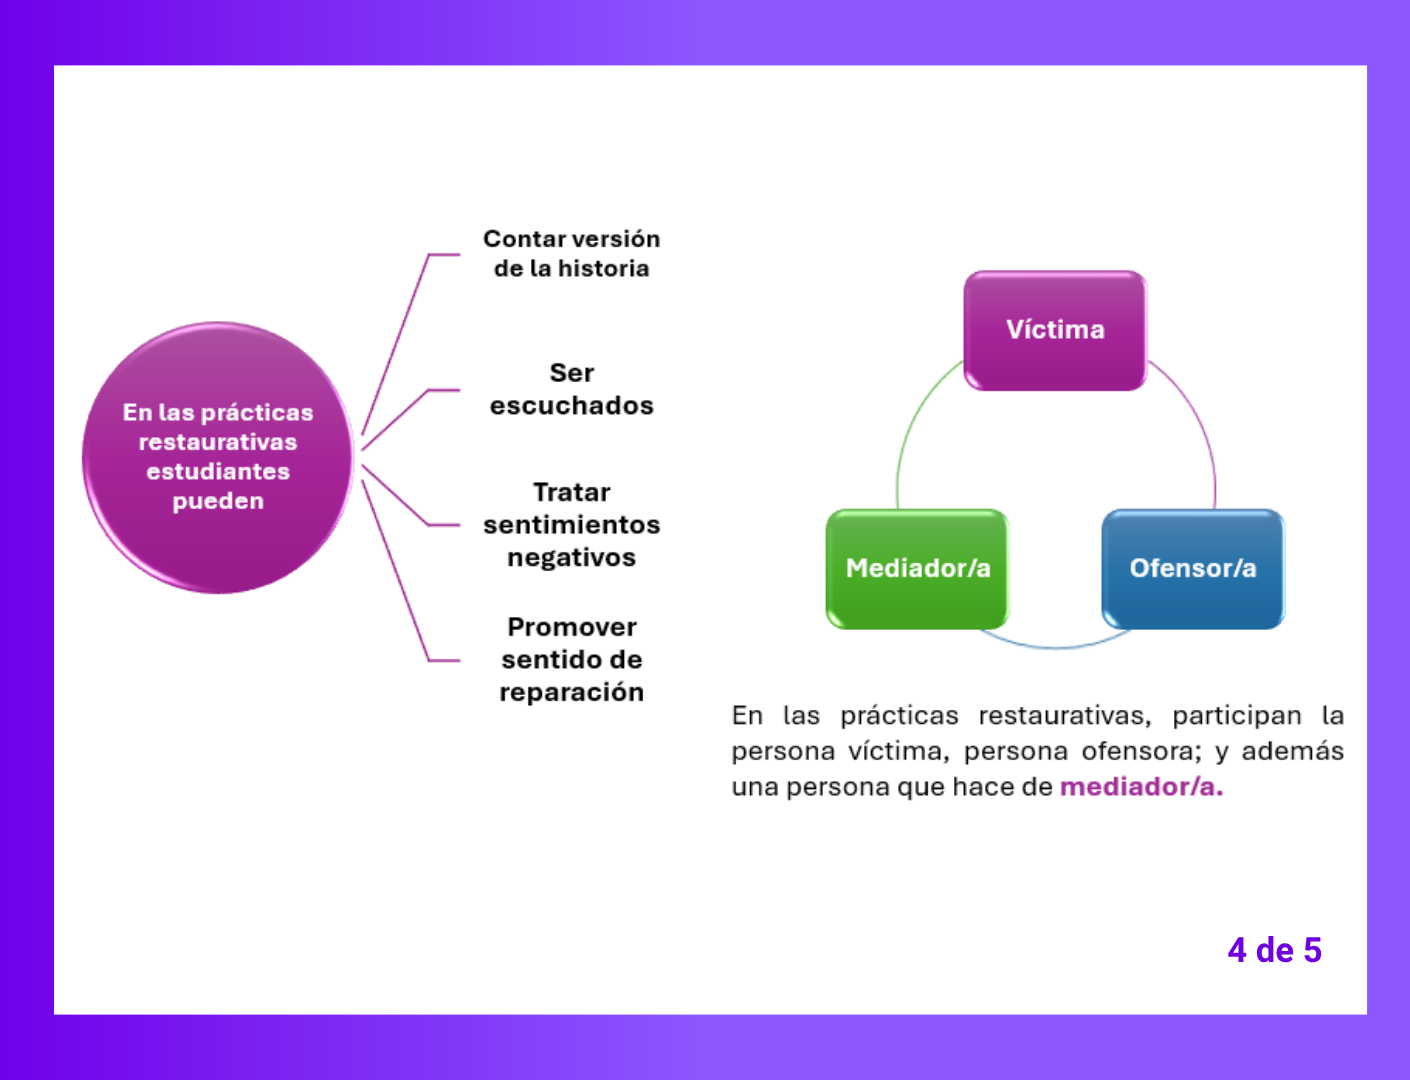 En las prácticas
restaurativas
estudiantes
pueden
Contar versión
de la historia
Ser
escuchados
Tratar
sentimientos
negativos
Promover
sentido de
reparación
Víctima
Mediador/a
Ofensor/a
En las prácticas restaurativas, participan la
persona víctima, persona ofensora; y además
una persona que hace de mediador/a.
4 de 5